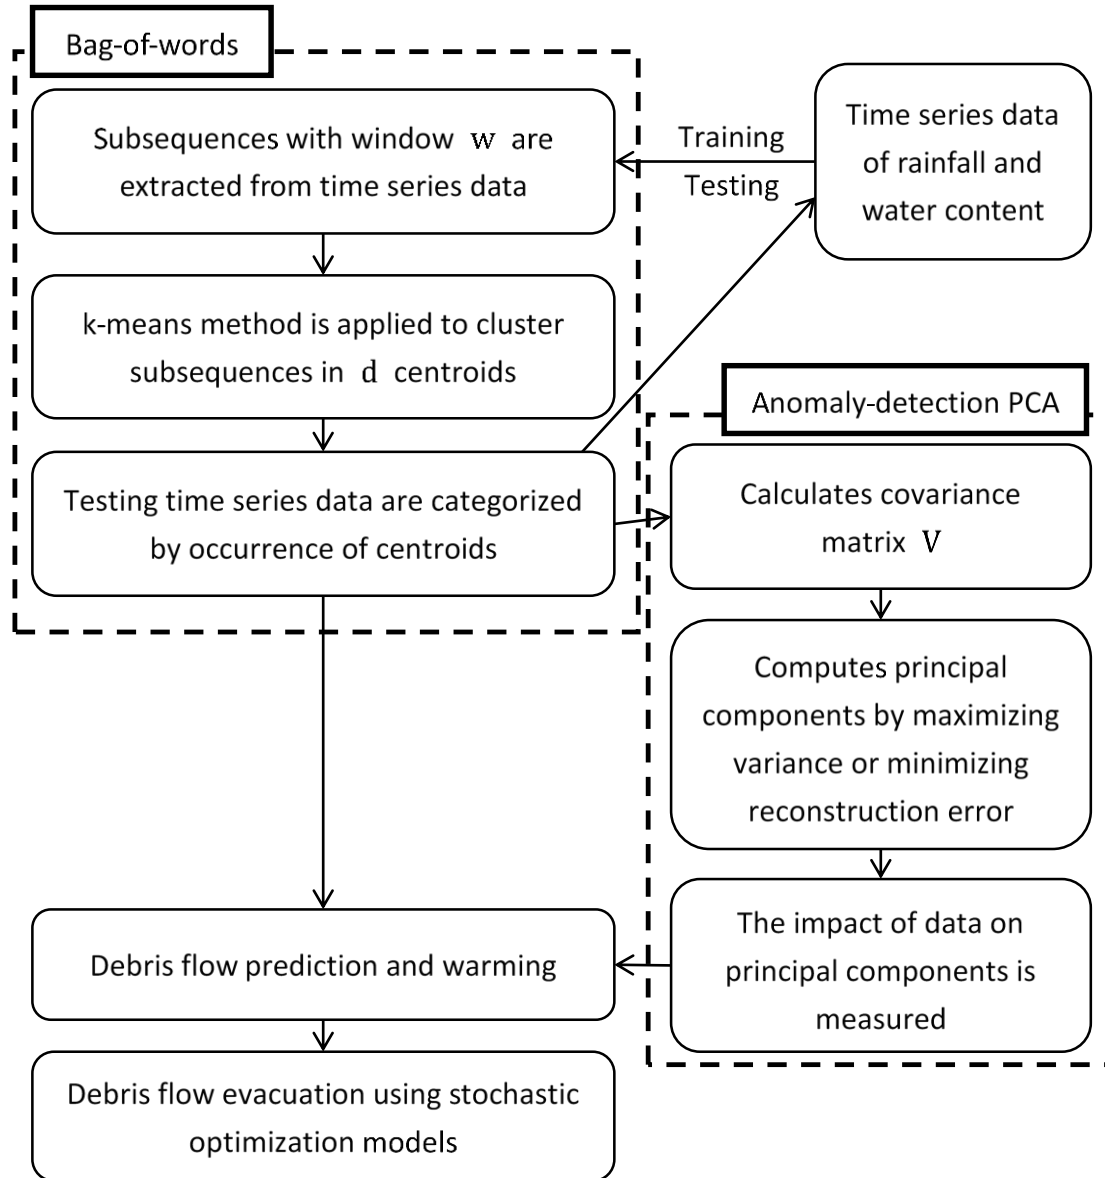 Bag-of-words
Subsequences with window w are
extracted from time series data
k-means method is applied to cluster
subsequences in d centroids
Testing time series data are categorized
by occurrence of centroids
Training
Testing
Time series data
of rainfall and
water content
Anomaly-detection PCA
Calculates covariance
matrix V
Computes principal
components by maximizing
variance or minimizing
reconstruction error
The impact of data on
principal components is
measured
Debris flow prediction and warming
Debris flow evacuation using stochastic
optimization models